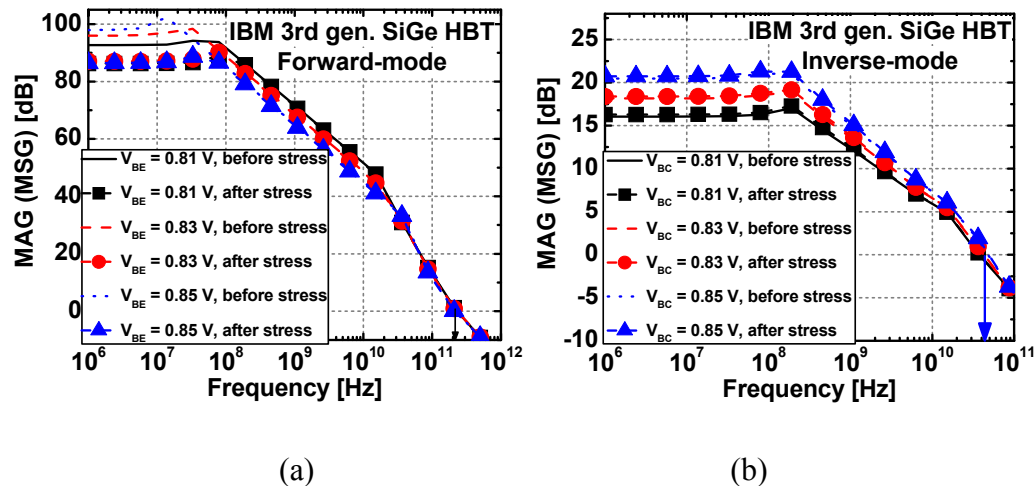 IBM 3rd gen. SiGe HBT
Forward-mode
MAG (MSG) [dB]
100
80
60
40
20
0
V_BE = 0.81 V, before stress
V_BE = 0.81 V, after stress
V_BE = 0.83 V, before stress
V_BE = 0.83 V, after stress
V_BE = 0.85 V, before stress
V_BE = 0.85 V, after stress
10^6 10^7 10^8 10^9 10^10 10^11 10^12
Frequency [Hz]
(a)
IBM 3rd gen. SiGe HBT
Inverse-mode
MAG (MSG) [dB]
25
20
15
10
5
0
-5
-10
V_BC = 0.81 V, before stress
V_BC = 0.81 V, after stress
V_BC = 0.83 V, before stress
V_BC = 0.83 V, after stress
V_BC = 0.85 V, before stress
V_BC = 0.85 V, after stress
10^6 10^7 10^8 10^9 10^10 10^11
Frequency [Hz]
(b)